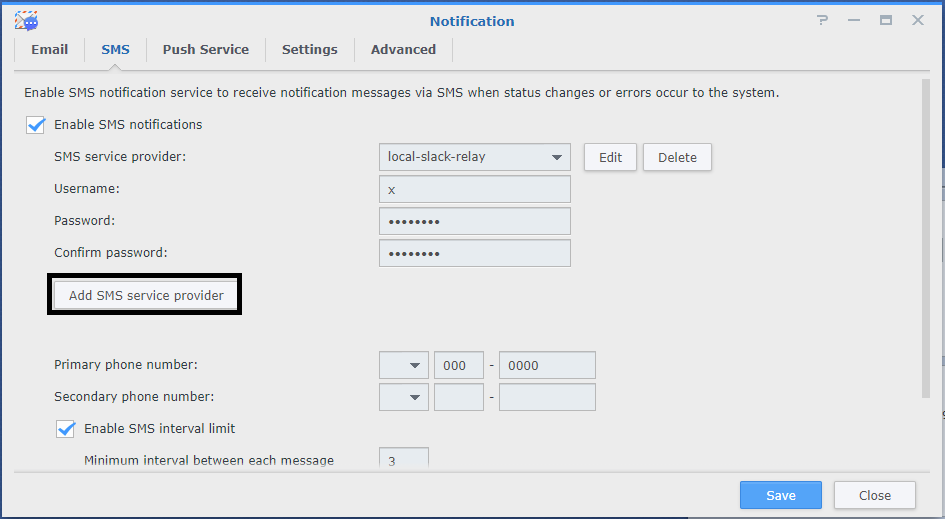 Notification
Email SMS Push Service Settings Advanced
Enable SMS notification service to receive notification messages via SMS when status changes or errors occur to the system.
Enable SMS notifications
SMS service provider: local-slack-relay Edit Delete
Username: x
Password: ••••••••
Confirm password: ••••••••
Add SMS service provider
Primary phone number: 000 - 0000
Secondary phone number: -
Enable SMS interval limit
Minimum interval between each message 3
Save Close